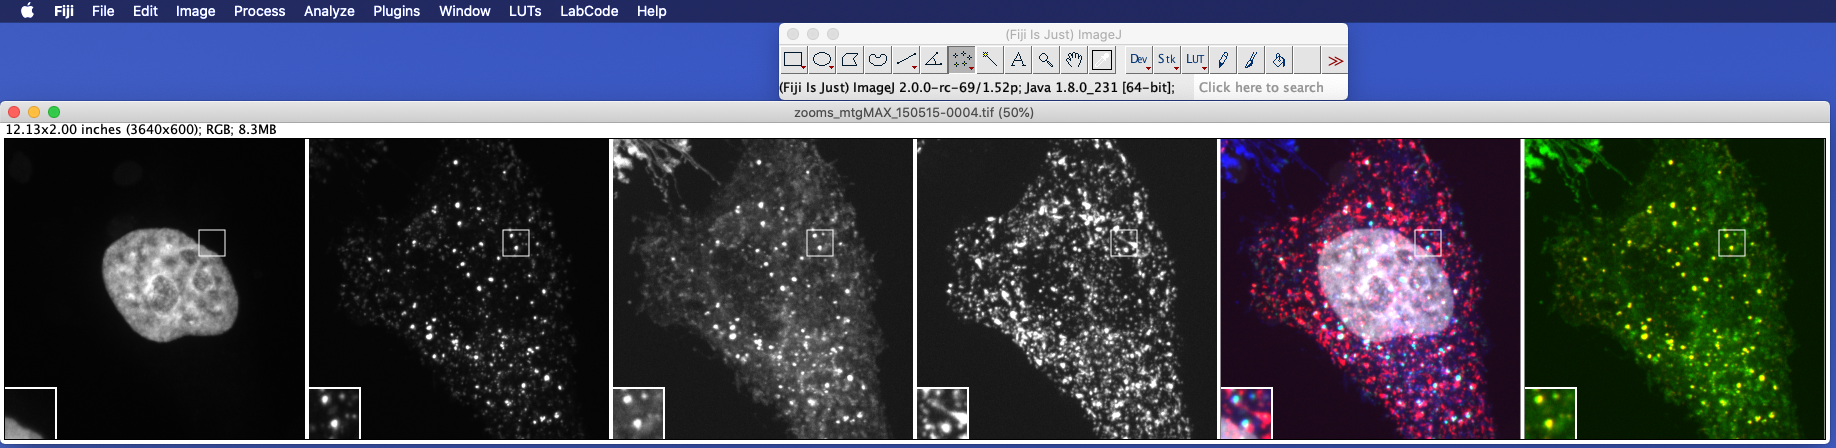 Fiji File Edit Image Process Analyze Plugins Window LUTs LabCode Help
(Fiji Is Just) ImageJ
A Dev Stk LUT >>
(Fiji Is Just) ImageJ 2.0.0-rc-69/1.52p; Java 1.8.0_231 [64-bit]; Click here to search
zooms_mtgMAX_150515-0004.tif (50%)
12.13x2.00 inches (3640x600); RGB; 8.3MB